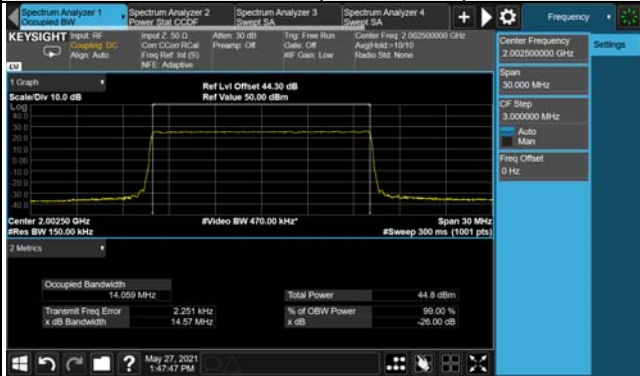 Spectrum Analyzer 1
Occupied BW
Spectrum Analyzer 2
Power Stat CCDF
Spectrum Analyzer 3
Swept SA
Spectrum Analyzer 4
Swept SA
Frequency
KEYSIGHT
Input: RF
Coupling: DC
Align: Auto
Input Z: 50 Ω
Corr CCorr RCal
Freq Ref: Int (S)
NFE: Adaptive
Atten: 30 dB
Preamp: Off
Trig: Free Run
Gate: Off
#IF Gain: Low
Center Freq: 2.002500000 GHz
Avg|Hold:>10/10
Radio Std: None
Center Frequency
2.002500000 GHz
Settings
Span
30.000 MHz
CF Step
3.000000 MHz
Auto
Man
Freq Offset
0 Hz
1 Graph
Scale/Div 10.0 dB
Ref Lvl Offset 44.30 dB
Ref Value 50.00 dBm
Log
40.0
30.0
20.0
10.0
0.00
-10.0
-20.0
-30.0
-40.0
Center 2.00250 GHz
#Video BW 470.00 kHz*
Span 30 MHz
#Res BW 150.00 kHz
#Sweep 300 ms (1001 pts)
2 Metrics
Occupied Bandwidth
14.059 MHz
Total Power
44.8 dBm
Transmit Freq Error
2.251 kHz
% of OBW Power
99.00 %
x dB Bandwidth
14.57 MHz
x dB
-26.00 dB
May 27, 2021
1:47:47 PM